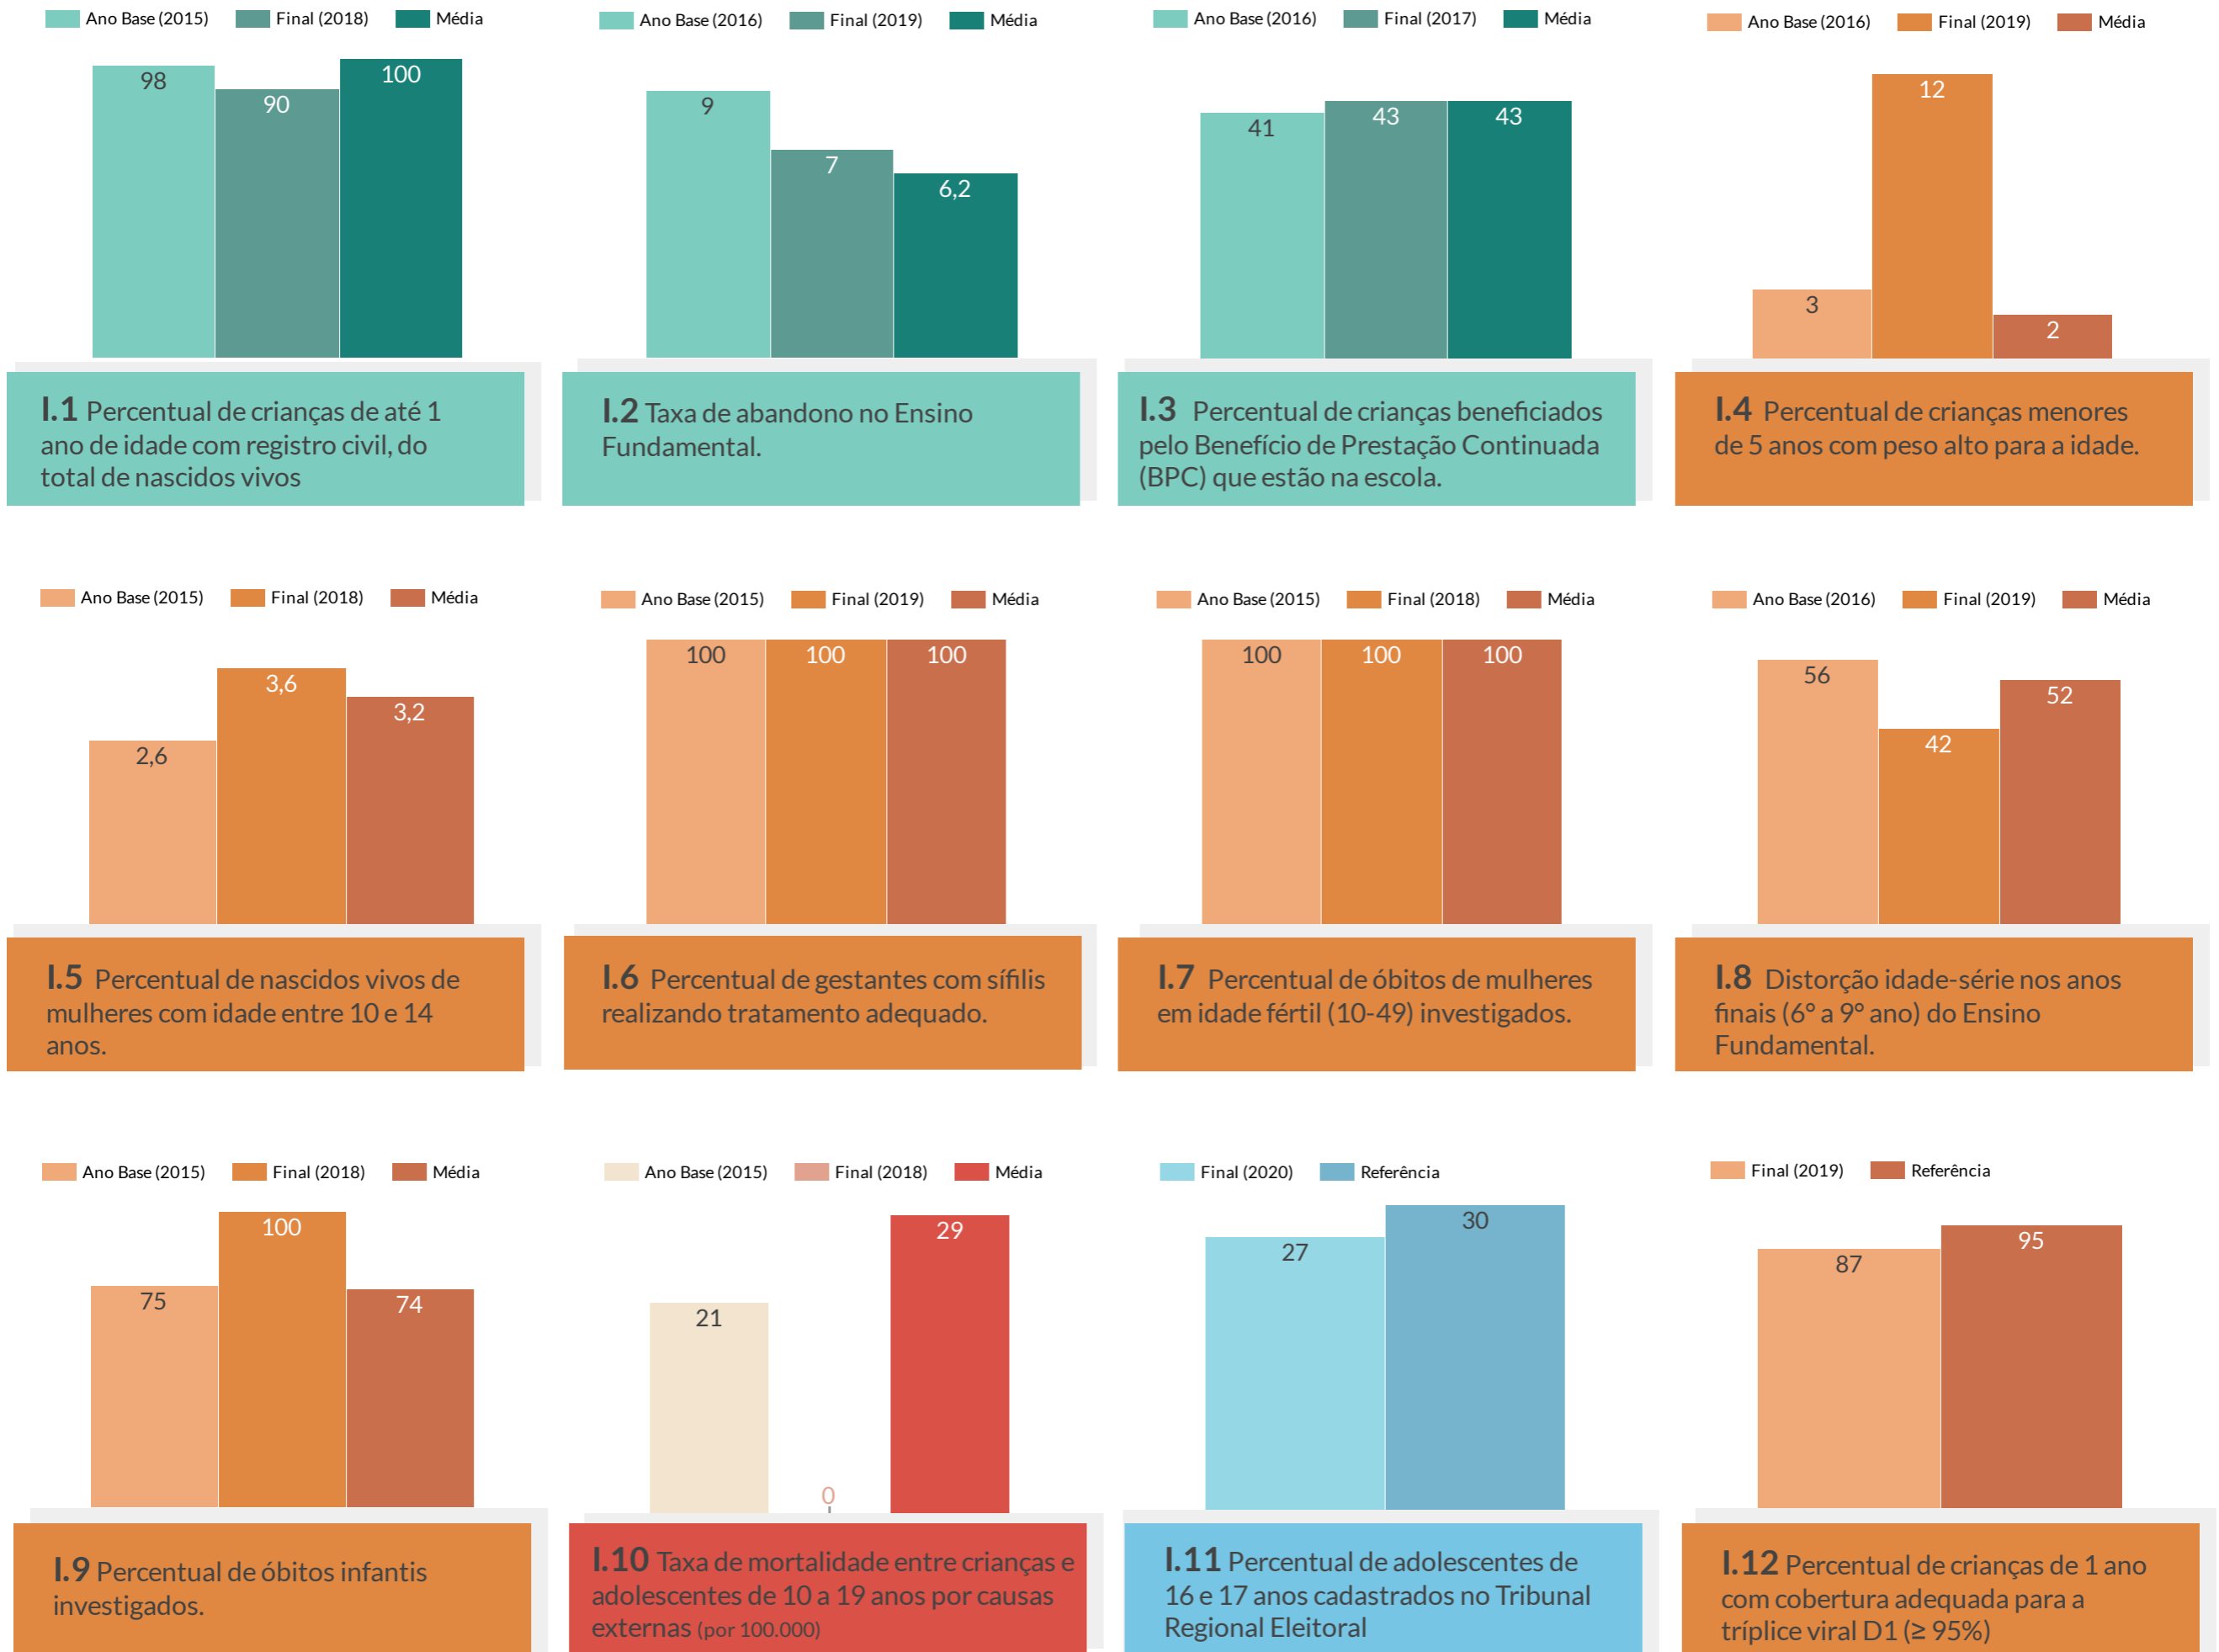 Ano Base (2015) Final (2018) Média
98 90 100
I.1 Percentual de crianças de até 1
ano de idade com registro civil, do
total de nascidos vivos
Ano Base (2016) Final (2019) Média
9 7 6,2
I.2 Taxa de abandono no Ensino
Fundamental.
Ano Base (2016) Final (2017) Média
41 43 43
I.3 Percentual de crianças beneficiados
pelo Benefício de Prestação Continuada
(BPC) que estão na escola.
Ano Base (2016) Final (2019) Média
3 12 2
I.4 Percentual de crianças menores
de 5 anos com peso alto para a idade.
Ano Base (2015) Final (2018) Média
2,6 3,6 3,2
I.5 Percentual de nascidos vivos de
mulheres com idade entre 10 e 14
anos.
Ano Base (2015) Final (2019) Média
100 100 100
I.6 Percentual de gestantes com sífilis
realizando tratamento adequado.
Ano Base (2015) Final (2018) Média
100 100 100
I.7 Percentual de óbitos de mulheres
em idade fértil (10-49) investigados.
Ano Base (2016) Final (2019) Média
56 42 52
I.8 Distorção idade-série nos anos
finais (6° a 9° ano) do Ensino
Fundamental.
Ano Base (2015) Final (2018) Média
75 100 74
I.9 Percentual de óbitos infantis
investigados.
Ano Base (2015) Final (2018) Média
21 0 29
I.10 Taxa de mortalidade entre crianças e
adolescentes de 10 a 19 anos por causas
externas (por 100.000)
Final (2020) Referência
27 30
I.11 Percentual de adolescentes de
16 e 17 anos cadastrados no Tribunal
Regional Eleitoral
Final (2019) Referência
87 95
I.12 Percentual de crianças de 1 ano
com cobertura adequada para a
tríplice viral D1 (≥ 95%)